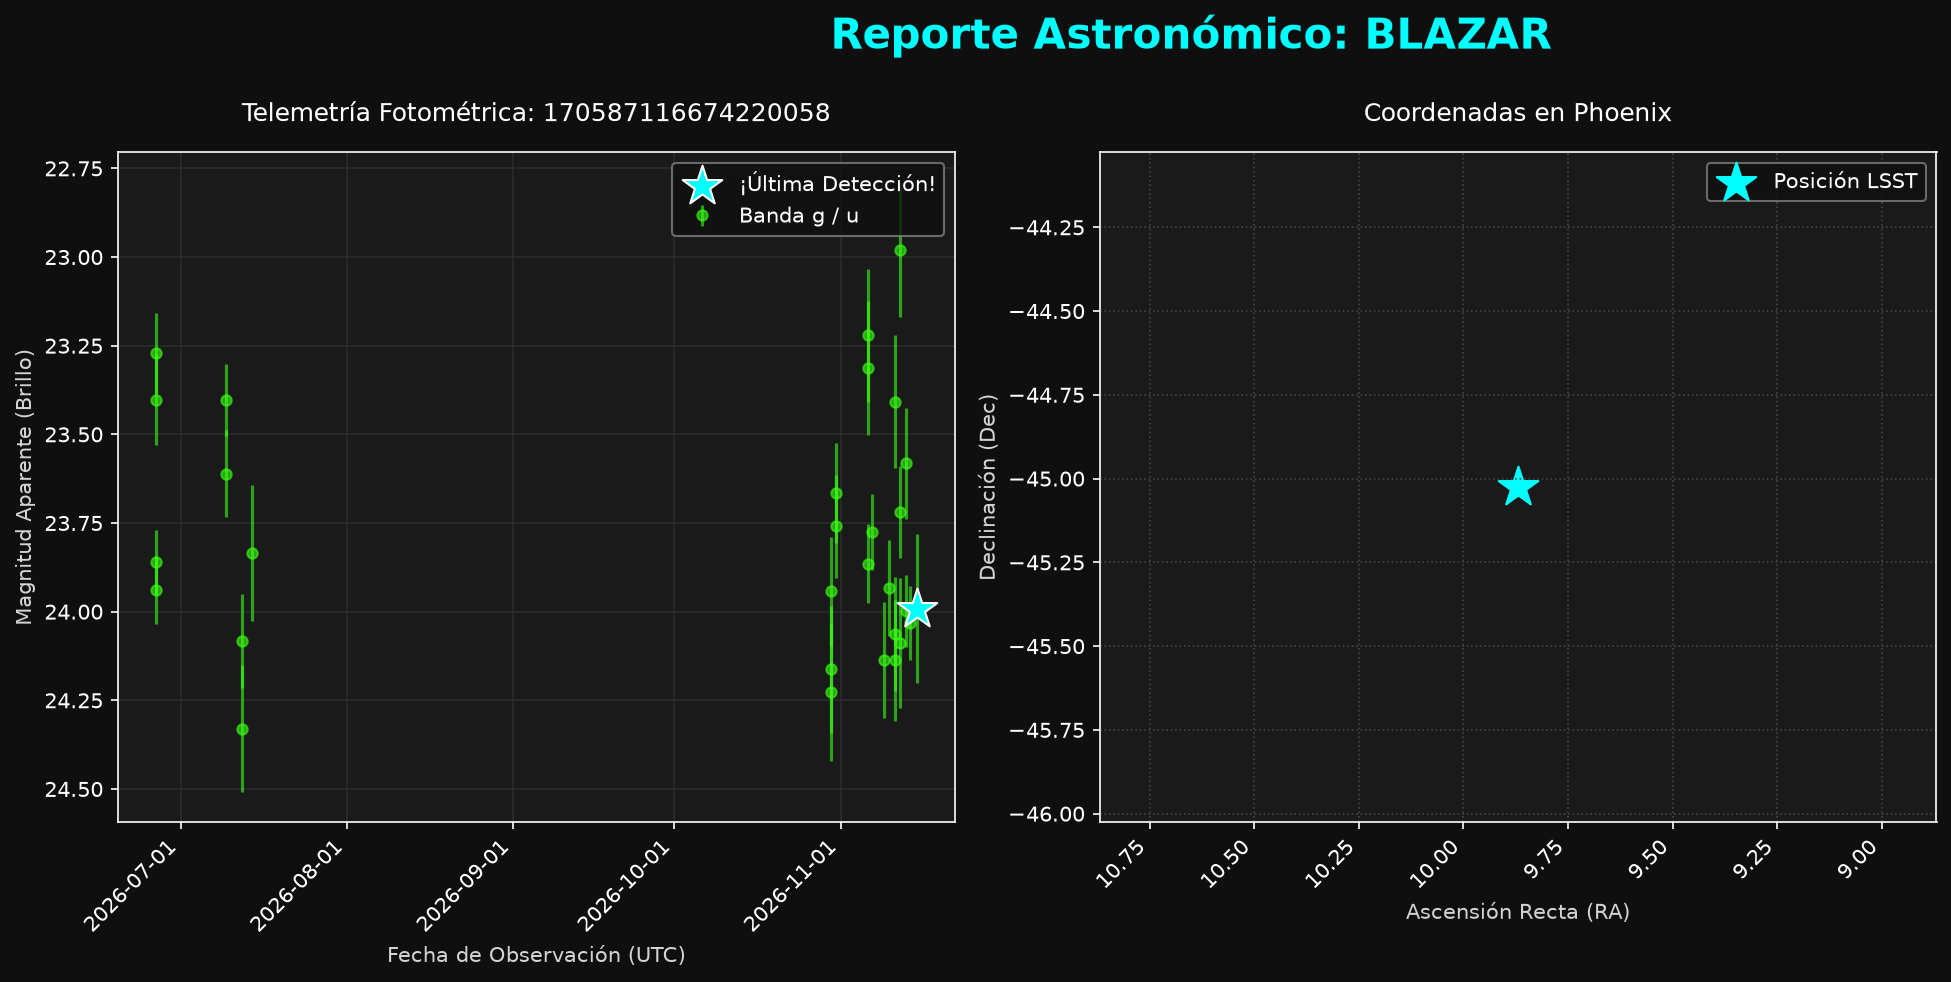 Reporte Astronómico: BLAZAR
Telemetría Fotométrica: 170587116674220058
¡Última Detección!
Banda g / u
Magnitud Aparente (Brillo)
22.75
23.00
23.25
23.50
23.75
24.00
24.25
24.50
2026-07-01
2026-08-01
2026-09-01
2026-10-01
2026-11-01
Fecha de Observación (UTC)
Coordenadas en Phoenix
Posición LSST
Declinación (Dec)
−44.25
−44.50
−44.75
−45.00
−45.25
−45.50
−45.75
−46.00
10.75
10.50
10.25
10.00
9.75
9.50
9.25
9.00
Ascensión Recta (RA)